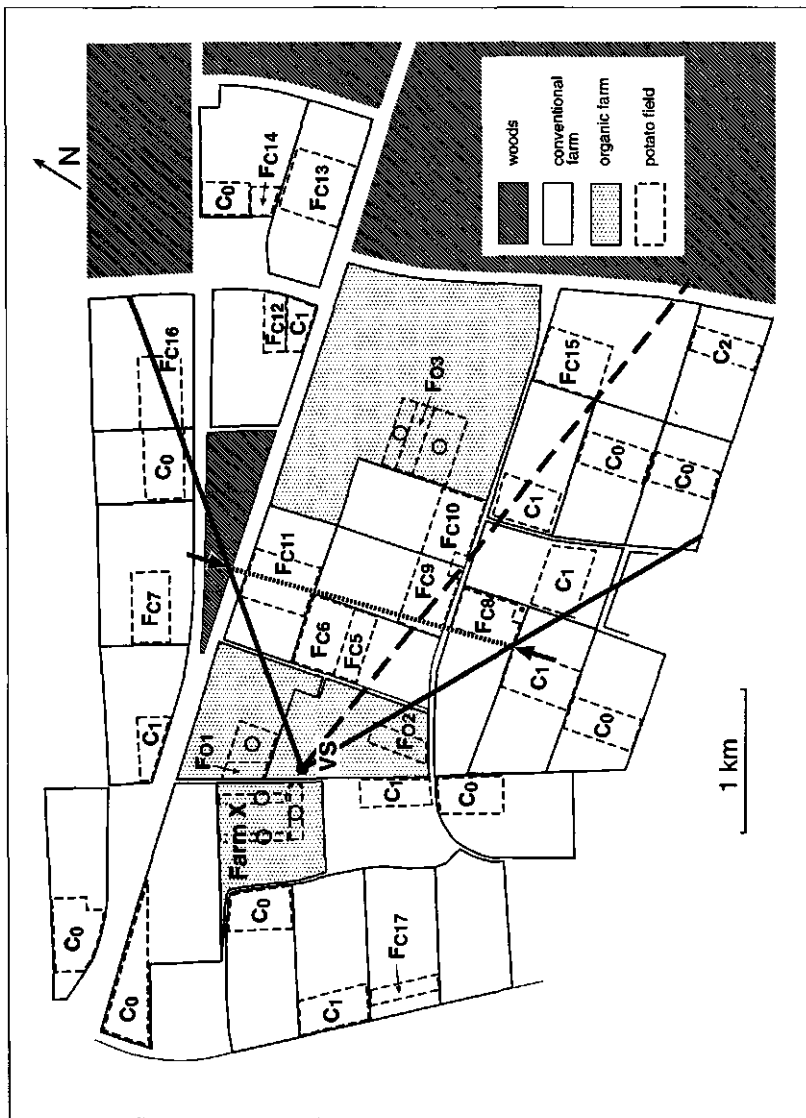 N
woods
conventional
farm
organic farm
potato field
C0
FC14
FC13
FC12
C1
FC16
C0
FC7
C1
FO3
FC15
C2
C0
C0
C1
FC11
FC10
FC9
FC6
FC5
FC8
C1
C1
C0
FO1
VS
FO2
Farm X
C1
C0
C0
C0
C0
C1
FC17
1 km